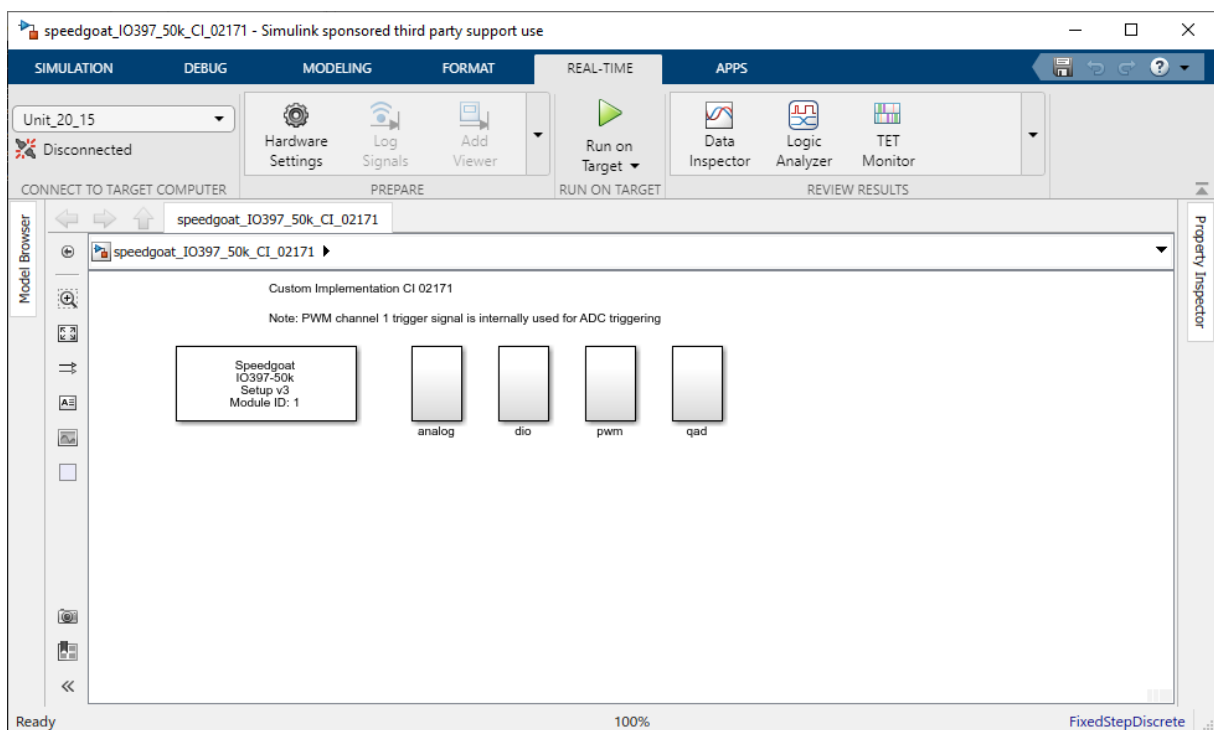 speedgoat_IO397_50k_CI_02171 - Simulink sponsored third party support use
SIMULATION
DEBUG
MODELING
FORMAT
REAL-TIME
APPS
?
Unit_20_15
Disconnected
CONNECT TO TARGET COMPUTER
Hardware
Settings
Log
Signals
Add
Viewer
PREPARE
Run on
Target
RUN ON TARGET
Data
Inspector
Logic
Analyzer
TET
Monitor
REVIEW RESULTS
Model Browser
speedgoat_IO397_50k_CI_02171
speedgoat_IO397_50k_CI_02171
Property Inspector
Custom Implementation CI 02171
Note: PWM channel 1 trigger signal is internally used for ADC triggering
Speedgoat
IO397-50k
Setup v3
Module ID: 1
analog
dio
pwm
qad
Ready
100%
FixedStepDiscrete